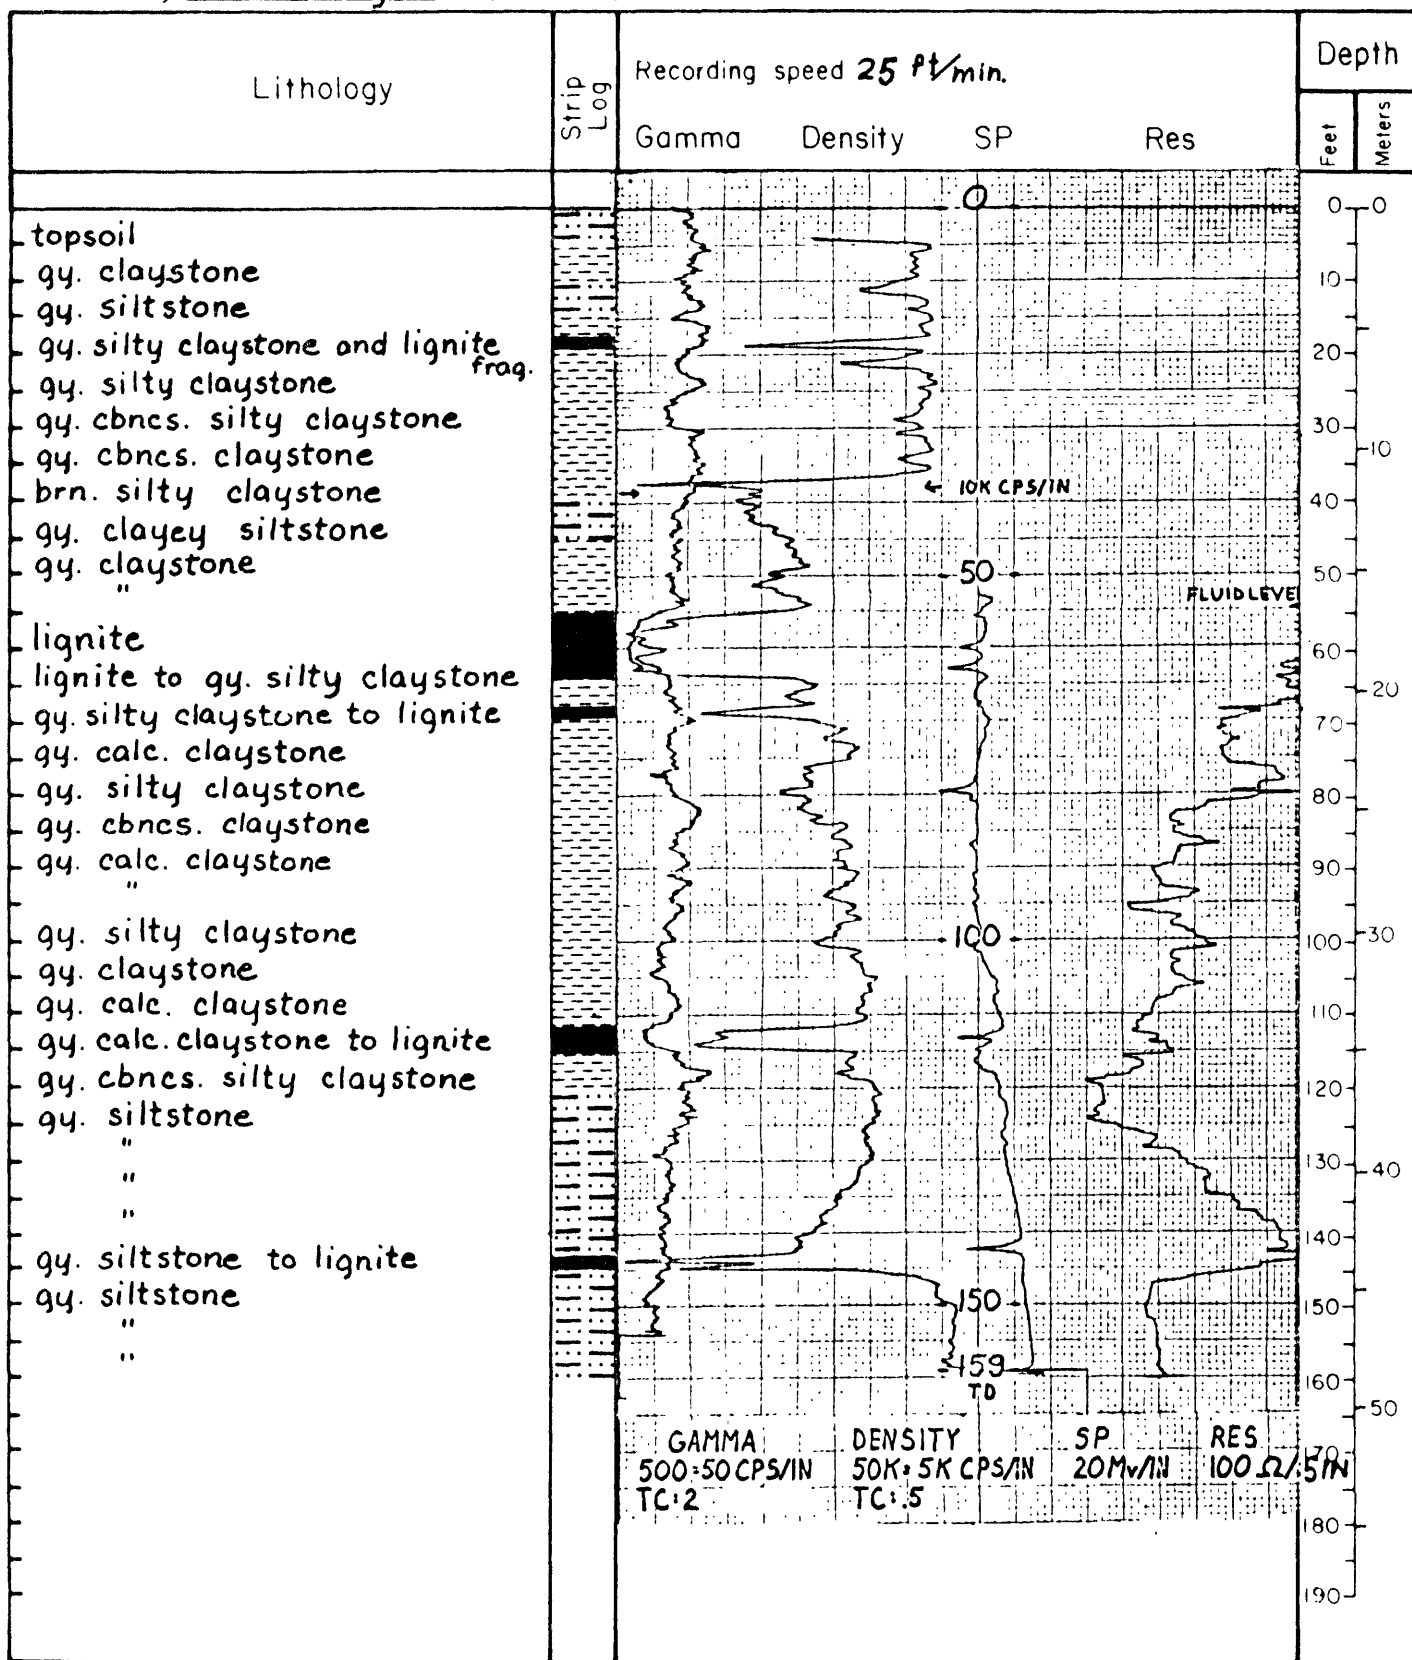 Lithology
Strip Log
Recording speed 25 ft/min.
Gamma Density SP Res
Depth
Feet
Meters
0
0 0
topsoil
gy. claystone
10
gy. siltstone
gy. silty claystone and lignite frag.
20
gy. silty claystone
gy. cbncs. silty claystone
30
gy. cbncs. claystone
10
brn. silty claystone
← 10K CPS/IN
40
gy. clayey siltstone
gy. claystone
50
50
"
FLUID LEVE
lignite
60
lignite to gy. silty claystone
20
gy. silty claystone to lignite
70
gy. calc. claystone
gy. silty claystone
80
gy. cbncs. claystone
gy. calc. claystone
90
"
gy. silty claystone
100
100
30
gy. claystone
gy. calc. claystone
110
gy. calc. claystone to lignite
gy. cbncs. silty claystone
120
gy. siltstone
"
130
"
40
"
140
gy. siltstone to lignite
gy. siltstone
150
150
"
"
159
TD
160
50
GAMMA DENSITY SP RES
170
500=50 CPS/IN 50K=5K CPS/IN 20 Mv/IN 100 Ω/.5 IN
TC:2 TC:.5
180
190